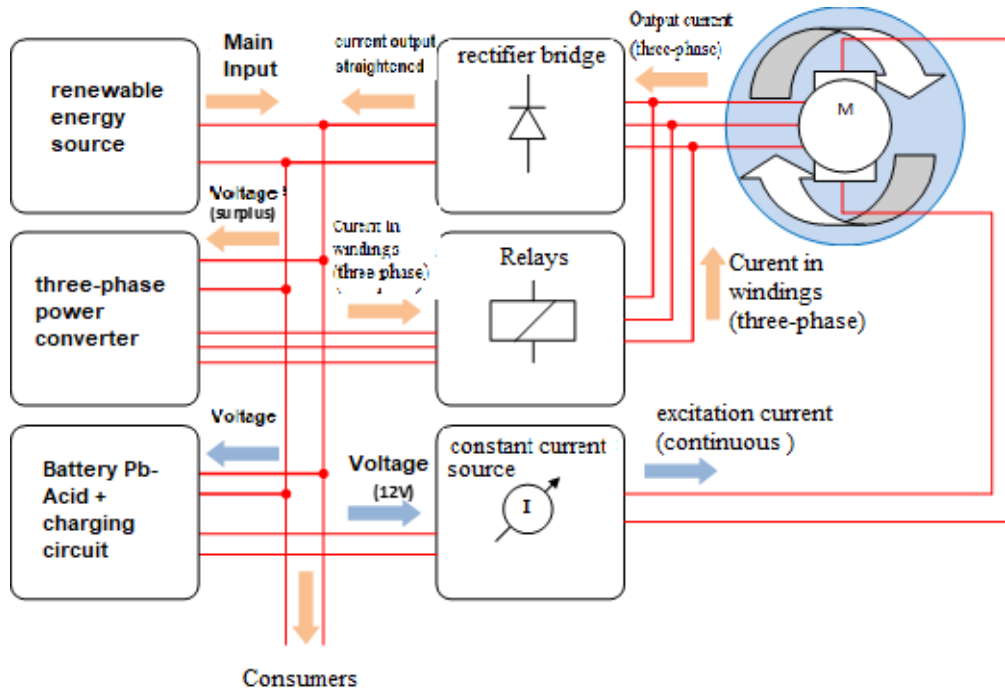 renewable
energy
source
Main
Input
current output
straightened
rectifier bridge
Output current
(three-phase)
M
Voltage
(surplus)
three-phase
power
converter
Curent in
windings
(three-phase)
Relays
Curent in
windings
(three-phase)
Voltage
Battery Pb-
Acid +
charging
circuit
Voltage
(12V)
constant current
source
I
excitation current
(continuous )
Consumers